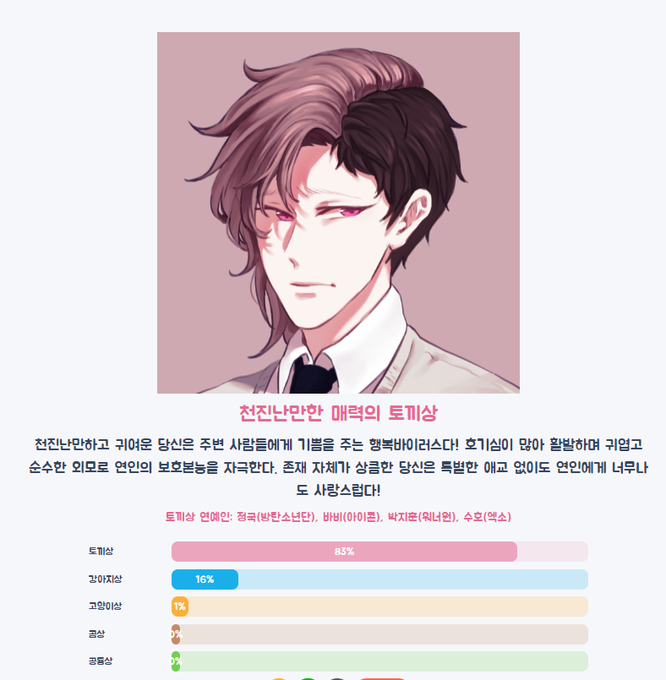 천진난만한 매력의 토끼상
천진난만하고 귀여운 당신은 주변 사람들에게 기쁨을 주는 행복바이러스다! 호기심이 많아 활발하며 귀엽고
순수한 외모로 연인의 보호본능을 자극한다. 존재 자체가 상큼한 당신은 특별한 애교 없이도 연인에게 너무나
도 사랑스럽다!
토끼상 연예인: 정국(방탄소년단), 바비(아이콘), 박지훈(워너원), 수호(엑소)
토끼상 83%
강아지상 16%
고양이상 1%
곰상 0%
공룡상 0%